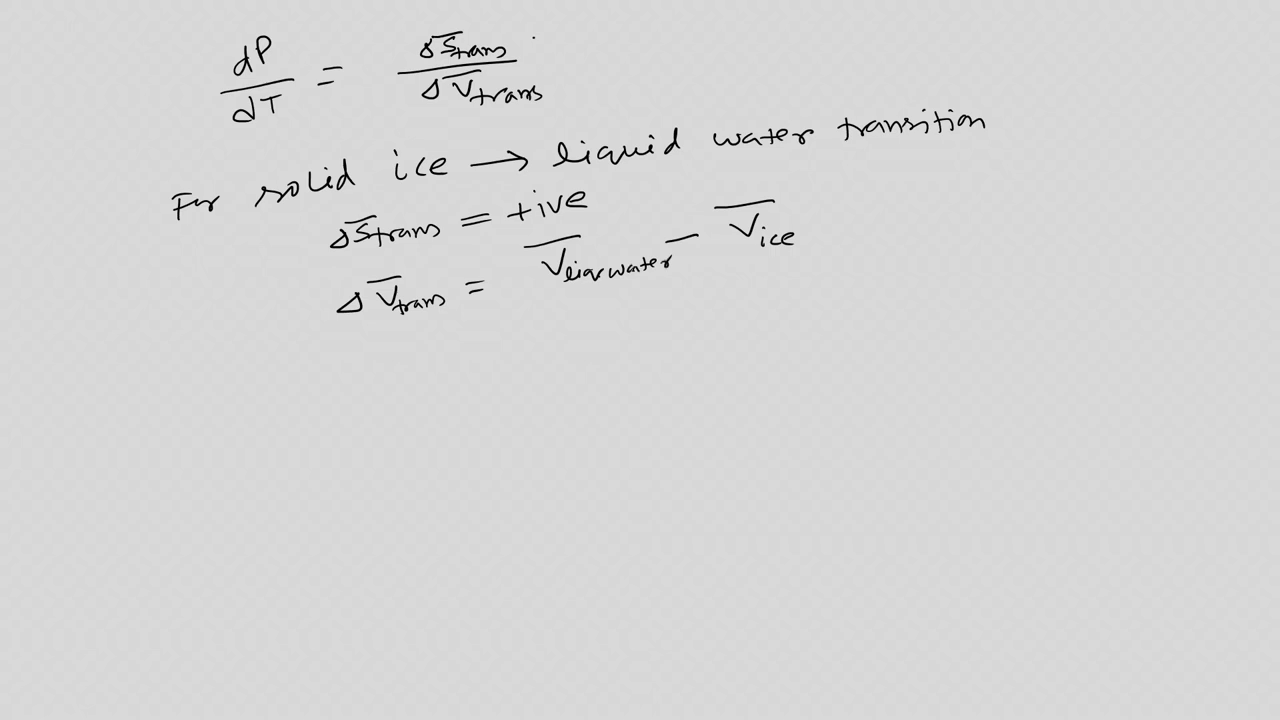 dP/dT = ΔS̅trans/ΔV̅trans
For solid ice → liquid water transition
ΔS̅trans = +ive
ΔV̅trans = V̅liq water − V̅ice